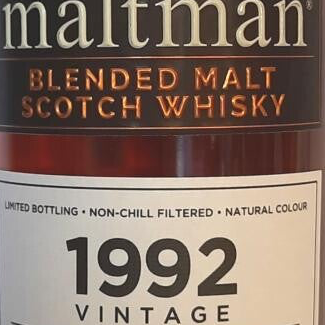 maltman®
BLENDED MALT
SCOTCH WHISKY
LIMITED BOTTLING • NON-CHILL FILTERED • NATURAL COLOUR
1992
VINTAGE